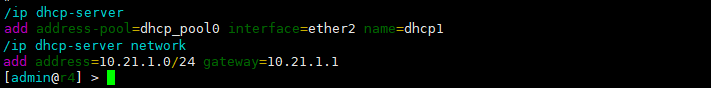 /ip dhcp-server
add address-pool=dhcp_pool0 interface=ether2 name=dhcp1
/ip dhcp-server network
add address=10.21.1.0/24 gateway=10.21.1.1
[admin@r4] >